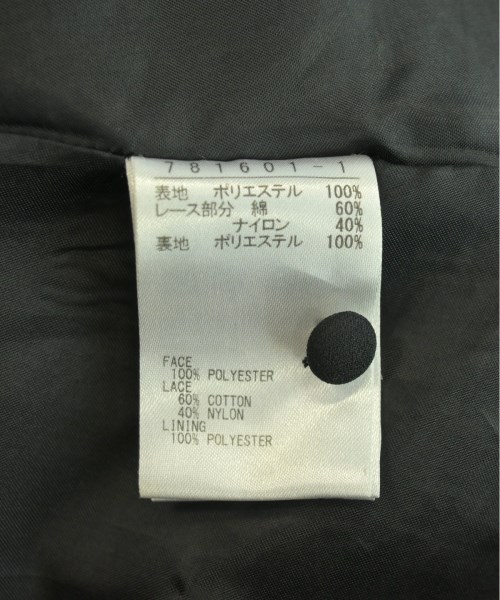 781601-1
表地 ポリエステル 100%
レース部分 綿 60%
ナイロン 40%
裏地 ポリエステル 100%
FACE
100% POLYESTER
LACE
60% COTTON
40% NYLON
LINING
100% POLYESTER